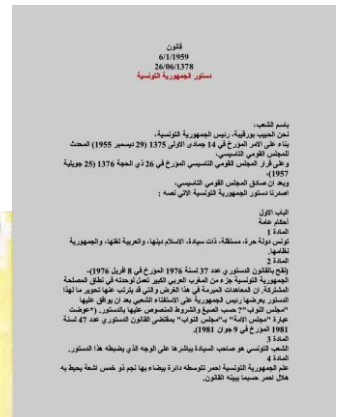 قانون
6/1/1959
26/06/1378
دستور الجمهورية التونسية
باسم الشعب،
نحن الحبيب بورقيبة، رئيس الجمهورية التونسية،
بناء على الامر المؤرخ في 14 جمادى الاولى 1375 (29 ديسمبر 1955) المحدث
للمجلس القومي التاسيسي،
وعلى قرار المجلس القومي التاسيسي المؤرخ في 26 ذي الحجة 1376 (25 جويلية
1957)،
وبعد ان صادق المجلس القومي التاسيسي،
اصدرنا دستور الجمهورية التونسية الاتي نصه :
الباب الاول
أحكام عامة
المادة 1
تونس دولة حرة، مستقلة، ذات سيادة، الاسلام دينها، والعربية لغتها، والجمهورية
نظامها.
المادة 2
(نقح بالقانون الدستوري عدد 37 لسنة 1976 المؤرخ في 8 افريل 1976)-
الجمهورية التونسية جزء من المغرب العربي الكبير تعمل لوحدته في نطاق المصلحة
المشتركة. ان المعاهدات المبرمة في هذا الغرض والتي قد يترتب عنها تحوير ما لهذا
الدستور يعرضها رئيس الجمهورية على الاستفتاء الشعبي بعد ان يوافق عليها
"مجلس النواب"? حسب الصيغ والشروط المنصوص عليها بالدستور. (*عوضت
عبارة "مجلس الامة" بـ"مجلس النواب" بمقتضى القانون الدستوري عدد 47 لسنة
1981 المؤرخ في 9 جوان 1981).
المادة 3
الشعب التونسي هو صاحب السيادة يباشرها على الوجه الذي يضبطه هذا الدستور.
المادة 4
علم الجمهورية التونسية احمر تتوسطه دائرة بيضاء بها نجم ذو خمس اشعة يحيط به
هلال احمر حسبما يبينه القانون.